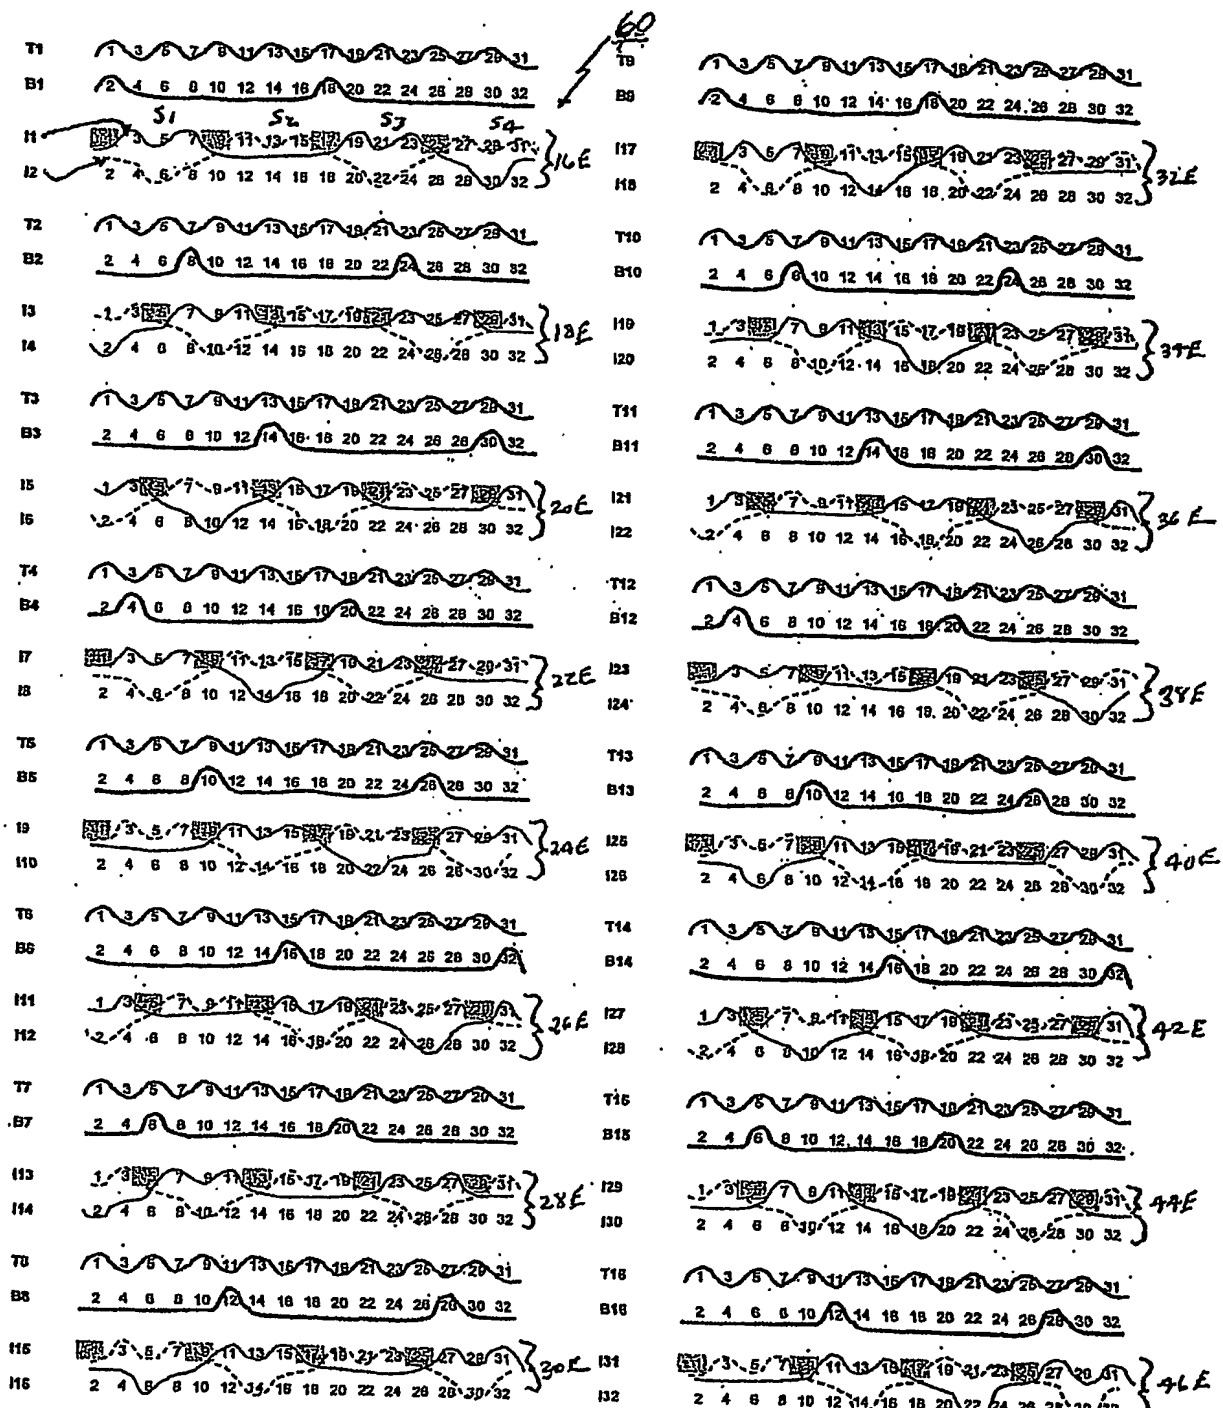 60
T1 1 3 5 7 9 11 13 15 17 19 21 23 25 27 29 31
B1 2 4 6 8 10 12 14 16 18 20 22 24 26 28 30 32
S1 S2 S3 S4
I1 3 5 7 11 13 15 19 21 23 27 29 31
I2 2 4 6 8 10 12 14 16 18 20 22 24 26 28 30 32
16E
T2 1 3 5 7 9 11 13 15 17 19 21 23 25 27 29 31
B2 2 4 6 8 10 12 14 16 18 20 22 24 26 28 30 32
I3 1 3 7 9 11 15 17 19 23 25 27 31
I4 2 4 6 8 10 12 14 16 18 20 22 24 26 28 30 32
18E
T3 1 3 5 7 9 11 13 15 17 19 21 23 25 27 29 31
B3 2 4 6 8 10 12 14 16 18 20 22 24 26 28 30 32
I5 1 3 7 9 11 15 17 19 23 25 27 31
I6 2 4 6 8 10 12 14 16 18 20 22 24 26 28 30 32
20E
T4 1 3 5 7 9 11 13 15 17 19 21 23 25 27 29 31
B4 2 4 6 8 10 12 14 16 18 20 22 24 26 28 30 32
I7 3 5 7 11 13 15 19 21 23 27 29 31
I8 2 4 6 8 10 12 14 16 18 20 22 24 26 28 30 32
22E
T5 1 3 5 7 9 11 13 15 17 19 21 23 25 27 29 31
B5 2 4 6 8 10 12 14 16 18 20 22 24 26 28 30 32
I9 3 5 7 11 13 15 19 21 23 27 29 31
I10 2 4 6 8 10 12 14 16 18 20 22 24 26 28 30 32
24E
T6 1 3 5 7 9 11 13 15 17 19 21 23 25 27 29 31
B6 2 4 6 8 10 12 14 16 18 20 22 24 26 28 30 32
I11 1 3 7 9 11 15 17 19 23 25 27 31
I12 2 4 6 8 10 12 14 16 18 20 22 24 26 28 30 32
26E
T7 1 3 5 7 9 11 13 15 17 19 21 23 25 27 29 31
B7 2 4 6 8 10 12 14 16 18 20 22 24 26 28 30 32
I13 1 3 7 9 11 15 17 19 23 25 27 31
I14 2 4 6 8 10 12 14 16 18 20 22 24 26 28 30 32
28E
T8 1 3 5 7 9 11 13 15 17 19 21 23 25 27 29 31
B8 2 4 6 8 10 12 14 16 18 20 22 24 26 28 30 32
I15 3 5 7 11 13 15 19 21 23 27 29 31
I16 2 4 6 8 10 12 14 16 18 20 22 24 26 28 30 32
30E
T9 1 3 5 7 9 11 13 15 17 19 21 23 25 27 29 31
B9 2 4 6 8 10 12 14 16 18 20 22 24 26 28 30 32
I17 3 5 7 11 13 15 19 21 23 27 29 31
I18 2 4 6 8 10 12 14 16 18 20 22 24 26 28 30 32
32E
T10 1 3 5 7 9 11 13 15 17 19 21 23 25 27 29 31
B10 2 4 6 8 10 12 14 16 18 20 22 24 26 28 30 32
I19 1 3 7 9 11 15 17 19 23 25 27 31
I20 2 4 6 8 10 12 14 16 18 20 22 24 26 28 30 32
34E
T11 1 3 5 7 9 11 13 15 17 19 21 23 25 27 29 31
B11 2 4 6 8 10 12 14 16 18 20 22 24 26 28 30 32
I21 1 3 7 9 11 15 17 19 23 25 27 31
I22 2 4 6 8 10 12 14 16 18 20 22 24 26 28 30 32
36E
T12 1 3 5 7 9 11 13 15 17 19 21 23 25 27 29 31
B12 2 4 6 8 10 12 14 16 18 20 22 24 26 28 30 32
I23 3 5 7 11 13 15 19 21 23 27 29 31
I24 2 4 6 8 10 12 14 16 18 20 22 24 26 28 30 32
38E
T13 1 3 5 7 9 11 13 15 17 19 21 23 25 27 29 31
B13 2 4 6 8 10 12 14 16 18 20 22 24 26 28 30 32
I25 3 5 7 11 13 15 19 21 23 27 29 31
I26 2 4 6 8 10 12 14 16 18 20 22 24 26 28 30 32
40E
T14 1 3 5 7 9 11 13 15 17 19 21 23 25 27 29 31
B14 2 4 6 8 10 12 14 16 18 20 22 24 26 28 30 32
I27 1 3 7 9 11 15 17 19 23 25 27 31
I28 2 4 6 8 10 12 14 16 18 20 22 24 26 28 30 32
42E
T15 1 3 5 7 9 11 13 15 17 19 21 23 25 27 29 31
B15 2 4 6 8 10 12 14 16 18 20 22 24 26 28 30 32
I29 1 3 7 9 11 15 17 19 23 25 27 31
I30 2 4 6 8 10 12 14 16 18 20 22 24 26 28 30 32
44E
T16 1 3 5 7 9 11 13 15 17 19 21 23 25 27 29 31
B16 2 4 6 8 10 12 14 16 18 20 22 24 26 28 30 32
I31 3 5 7 11 13 15 19 21 23 27 29 31
I32 2 4 6 8 10 12 14 16 18 20 22 24 26 28 30 32
46E